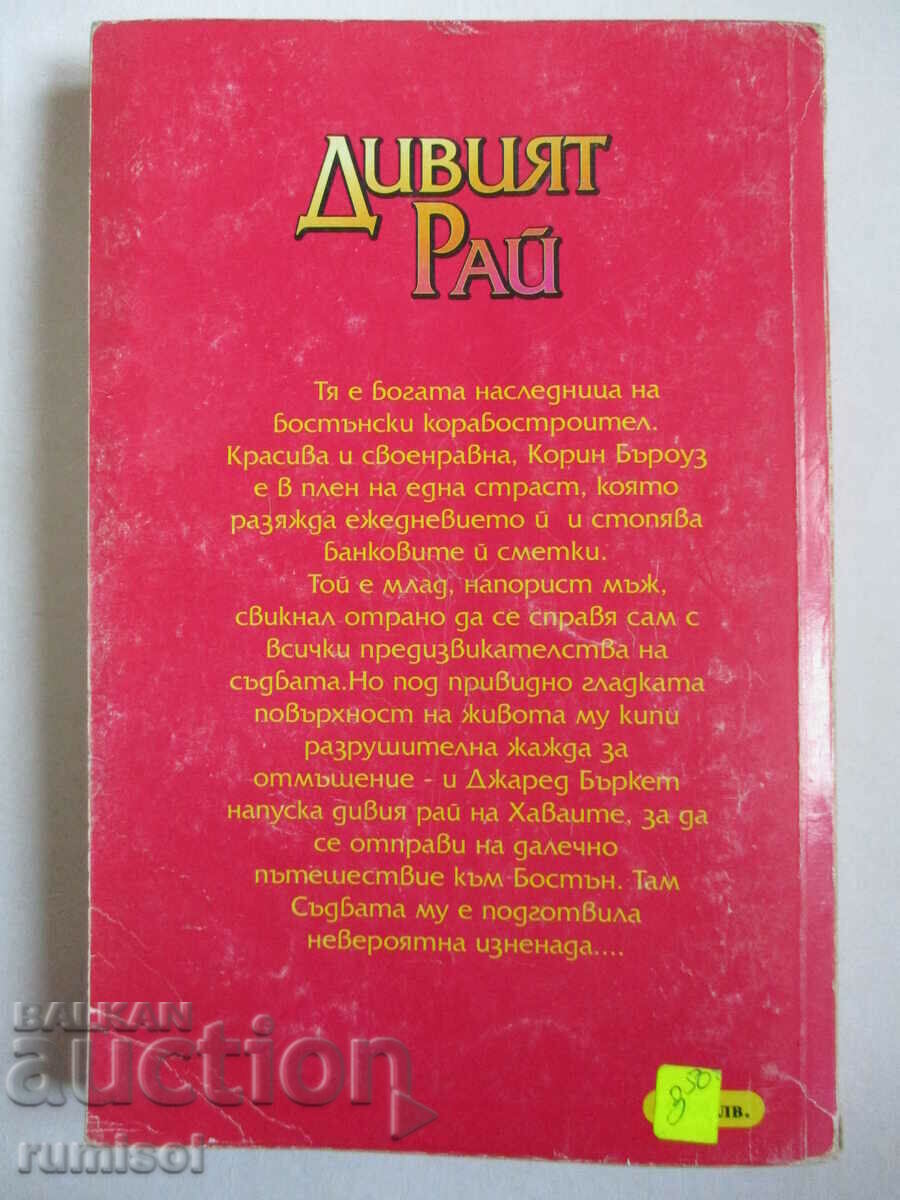 Дивият
Рай
Тя е богата наследница на
бостънски корабостроител.
Красива и своенравна, Корин Бъроуз
е в плен на една страст, която
разяжда ежедневието й и стопява
банковите й сметки.
Той е млад, напорист мъж,
свикнал отрано да се справя сам с
всички предизвикателства на
съдбата.Но под привидно гладката
повърхност на живота му кипи
разрушителна жажда за
отмъщение - и Джаред Бъркет
напуска дивия рай на Хаваите, за да
се отправи на далечно
пътешествие към Бостън. Там
Съдбата му е подготвила
невероятна изненада....
BALKAN
auction
rumisol
лв.